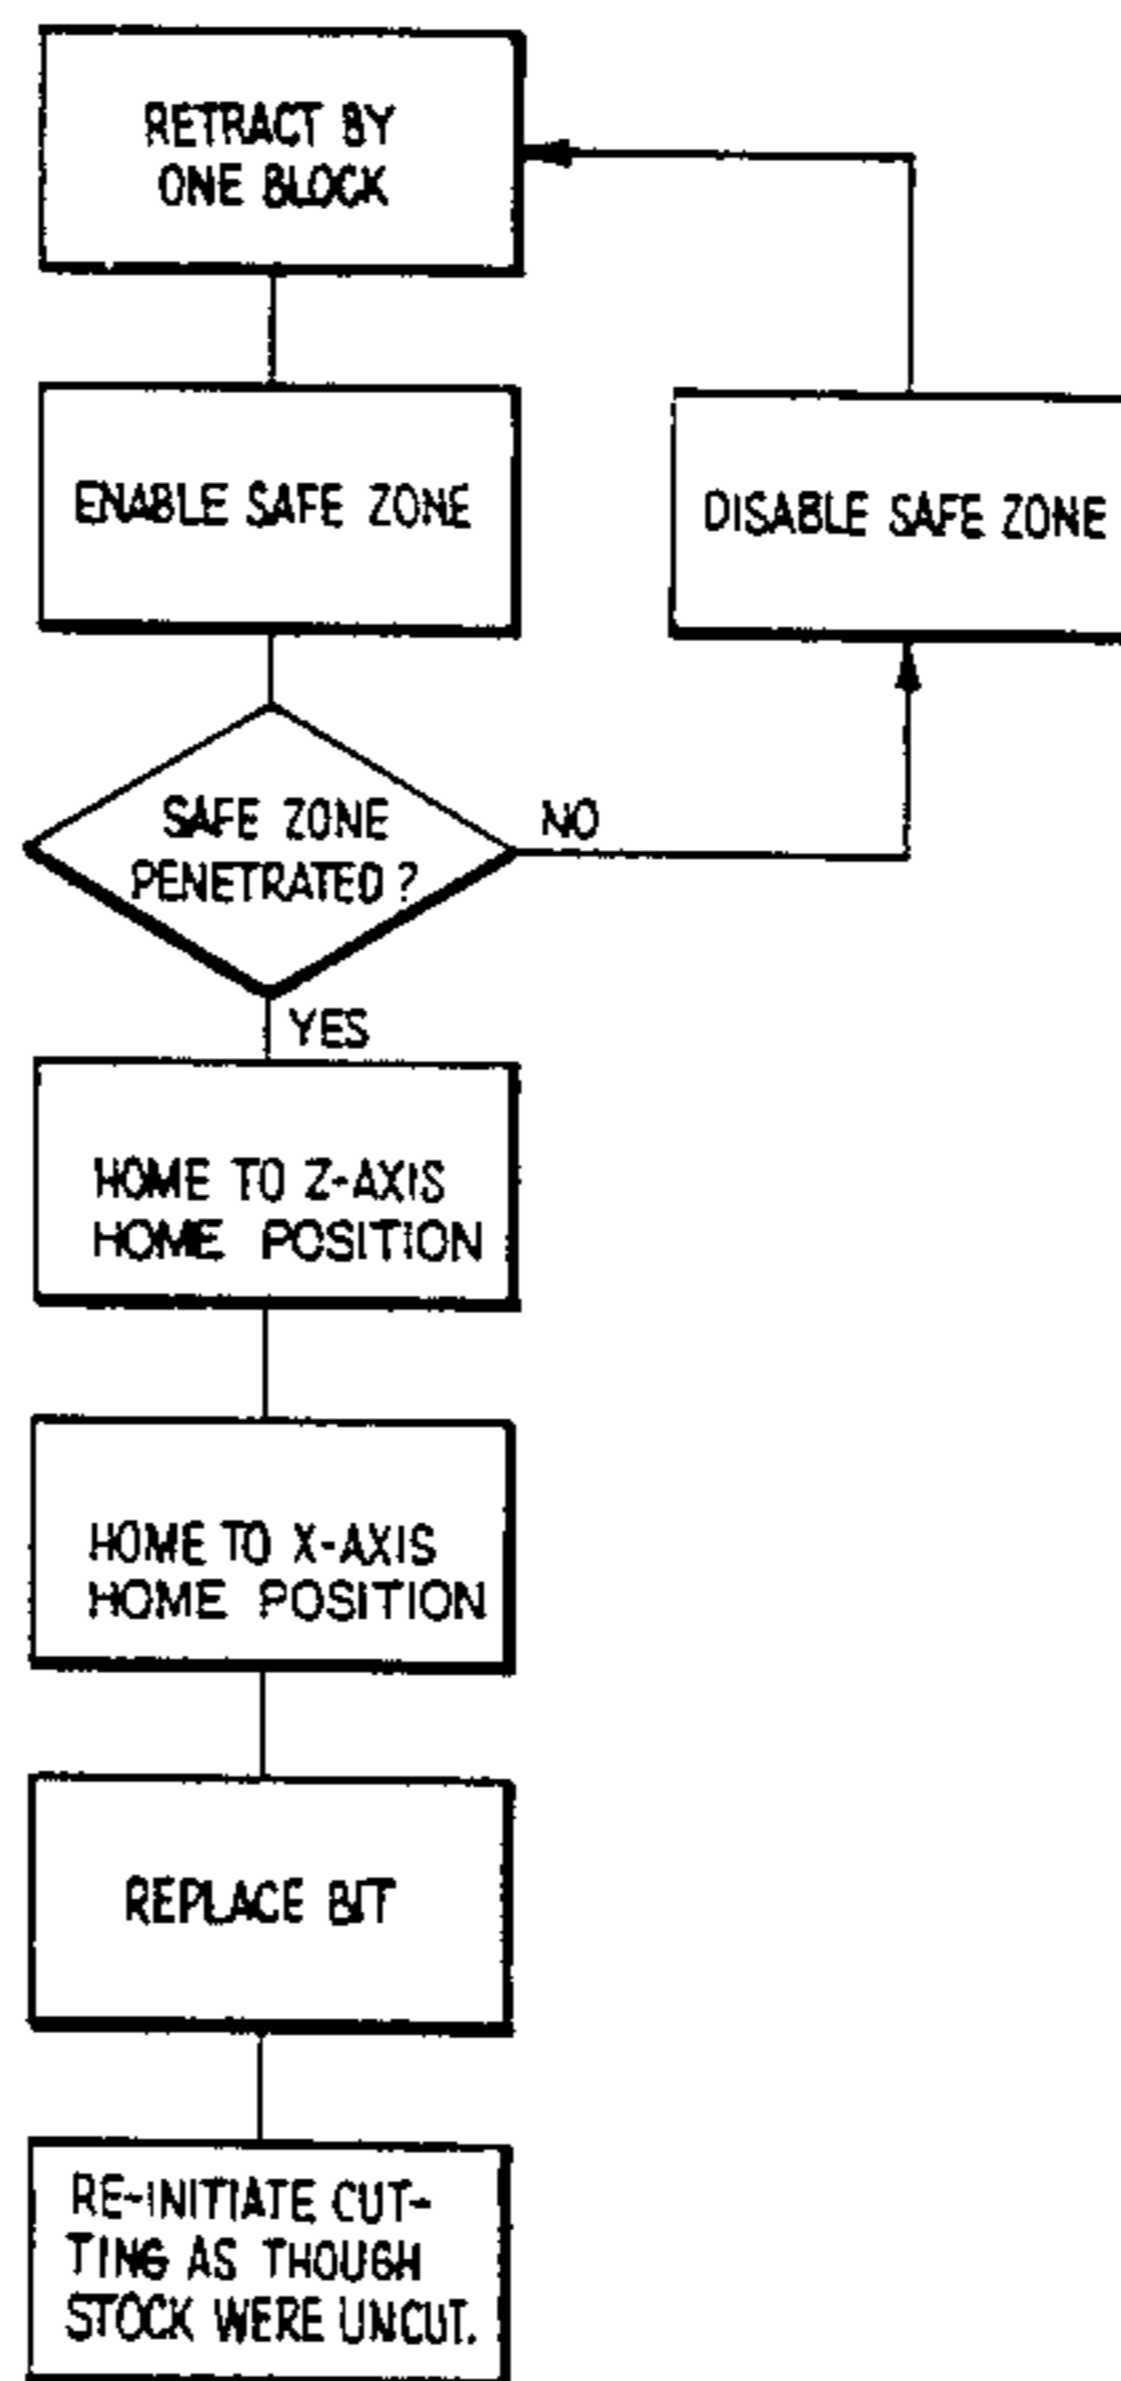 RETRACT BY
ONE BLOCK
ENABLE SAFE ZONE
DISABLE SAFE ZONE
SAFE ZONE
PENETRATED?
NO
YES
HOME TO Z-AXIS
HOME POSITION
HOME TO X-AXIS
HOME POSITION
REPLACE BIT
RE-INITIATE CUT-
TING AS THOUGH
STOCK WERE UNCUT.